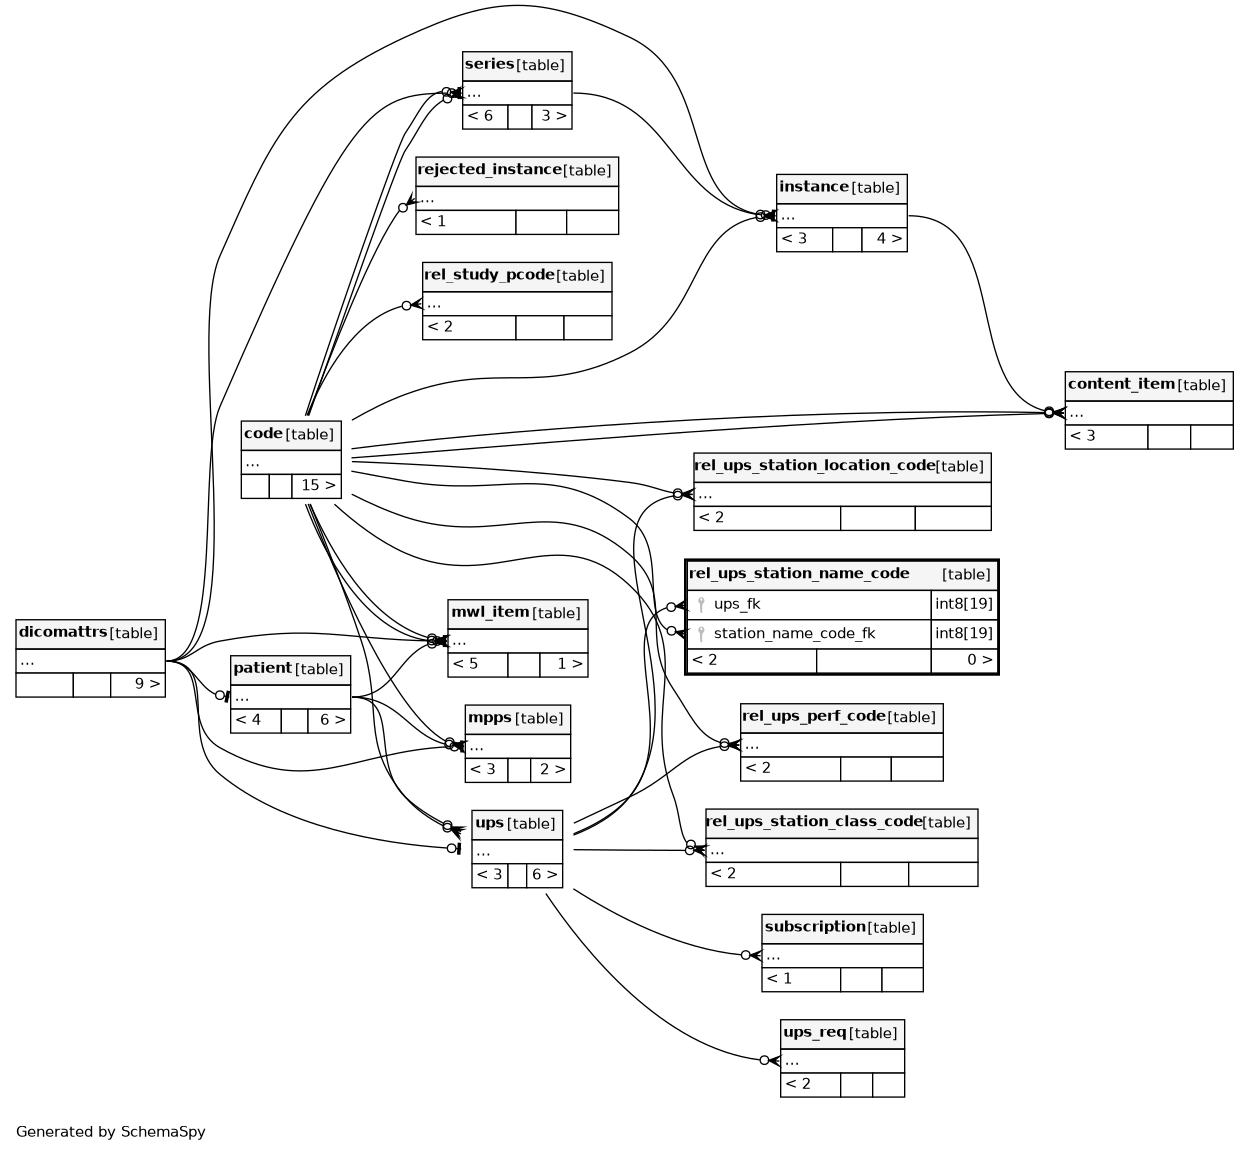 series [table]
...
< 6 3 >
rejected_instance [table]
...
< 1
instance [table]
...
< 3 4 >
rel_study_pcode [table]
...
< 2
content_item [table]
...
< 3
code [table]
...
15 >
rel_ups_station_location_code [table]
...
< 2
rel_ups_station_name_code [table]
ups_fk int8[19]
station_name_code_fk int8[19]
< 2 0 >
mwl_item [table]
...
< 5 1 >
dicomattrs [table]
...
9 >
patient [table]
...
< 4 6 >
mpps [table]
...
< 3 2 >
rel_ups_perf_code [table]
...
< 2
ups [table]
...
< 3 6 >
rel_ups_station_class_code [table]
...
< 2
subscription [table]
...
< 1
ups_req [table]
...
< 2
Generated by SchemaSpy